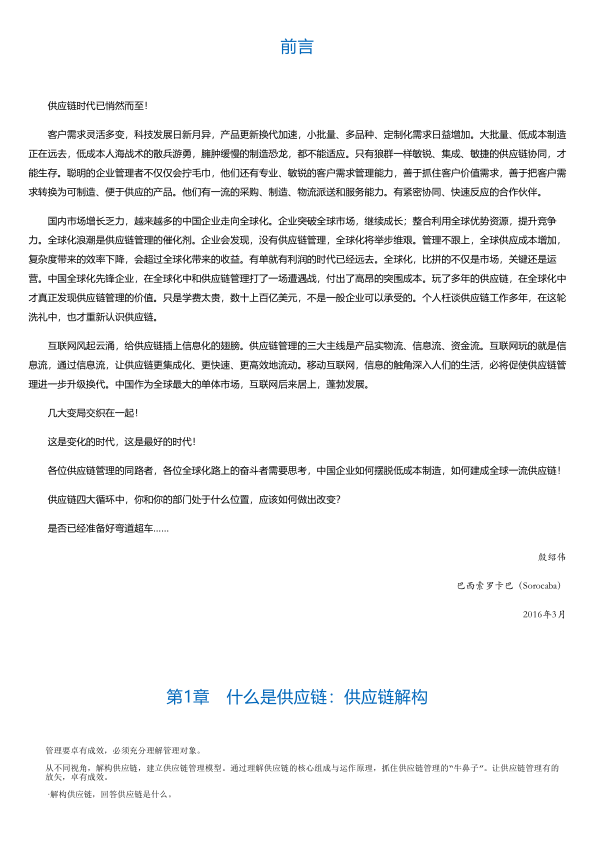 前言
供应链时代已悄然而至！
客户需求灵活多变，科技发展日新月异，产品更新换代加速，小批量、多品种、定制化需求日益增加。大批量、低成本制造
正在远去，低成本人海战术的散兵游勇，臃肿缓慢的制造恐龙，都不能适应。只有狼群一样敏锐、集成、敏捷的供应链协同，才
能生存。聪明的企业管理者不仅仅会拧毛巾，他们还有专业、敏锐的客户需求管理能力，善于抓住客户价值需求，善于把客户需
求转换为可制造、便于供应的产品。他们有一流的采购、制造、物流派送和服务能力。有紧密协同、快速反应的合作伙伴。
国内市场增长乏力，越来越多的中国企业走向全球化。企业突破全球市场，继续成长；整合利用全球优势资源，提升竞争
力。全球化浪潮是供应链管理的催化剂。企业会发现，没有供应链管理，全球化将举步维艰。管理不跟上，全球供应成本增加，
复杂度带来的效率下降，会超过全球化带来的收益。有单就有利润的时代已经远去。全球化，比拼的不仅是市场，关键还是运
营。中国全球化先锋企业，在全球化中和供应链管理打了一场遭遇战，付出了高昂的突围成本。玩了多年的供应链，在全球化中
才真正发现供应链管理的价值。只是学费太贵，数十上百亿美元，不是一般企业可以承受的。个人枉谈供应链工作多年，在这轮
洗礼中，也才重新认识供应链。
互联网风起云涌，给供应链插上信息化的翅膀。供应链管理的三大主线是产品实物流、信息流、资金流。互联网玩的就是信
息流，通过信息流，让供应链更集成化、更快速、更高效地流动。移动互联网，信息的触角深入人们的生活，必将促使供应链管
理进一步升级换代。中国作为全球最大的单体市场，互联网后来居上，蓬勃发展。
几大变局交织在一起！
这是变化的时代，这是最好的时代！
各位供应链管理的同路者，各位全球化路上的奋斗者需要思考，中国企业如何摆脱低成本制造，如何建成全球一流供应链！
供应链四大循环中，你和你的部门处于什么位置，应该如何做出改变？
是否已经准备好弯道超车……
殷绍伟
巴西索罗卡巴（Sorocaba）
2016年3月
第1章 什么是供应链：供应链解构
管理要卓有成效，必须充分理解管理对象。
从不同视角，解构供应链，建立供应链管理模型。通过理解供应链的核心组成与运作原理，抓住供应链管理的“牛鼻子”。让供应链管理有的
放矢，卓有成效。
·解构供应链，回答供应链是什么。